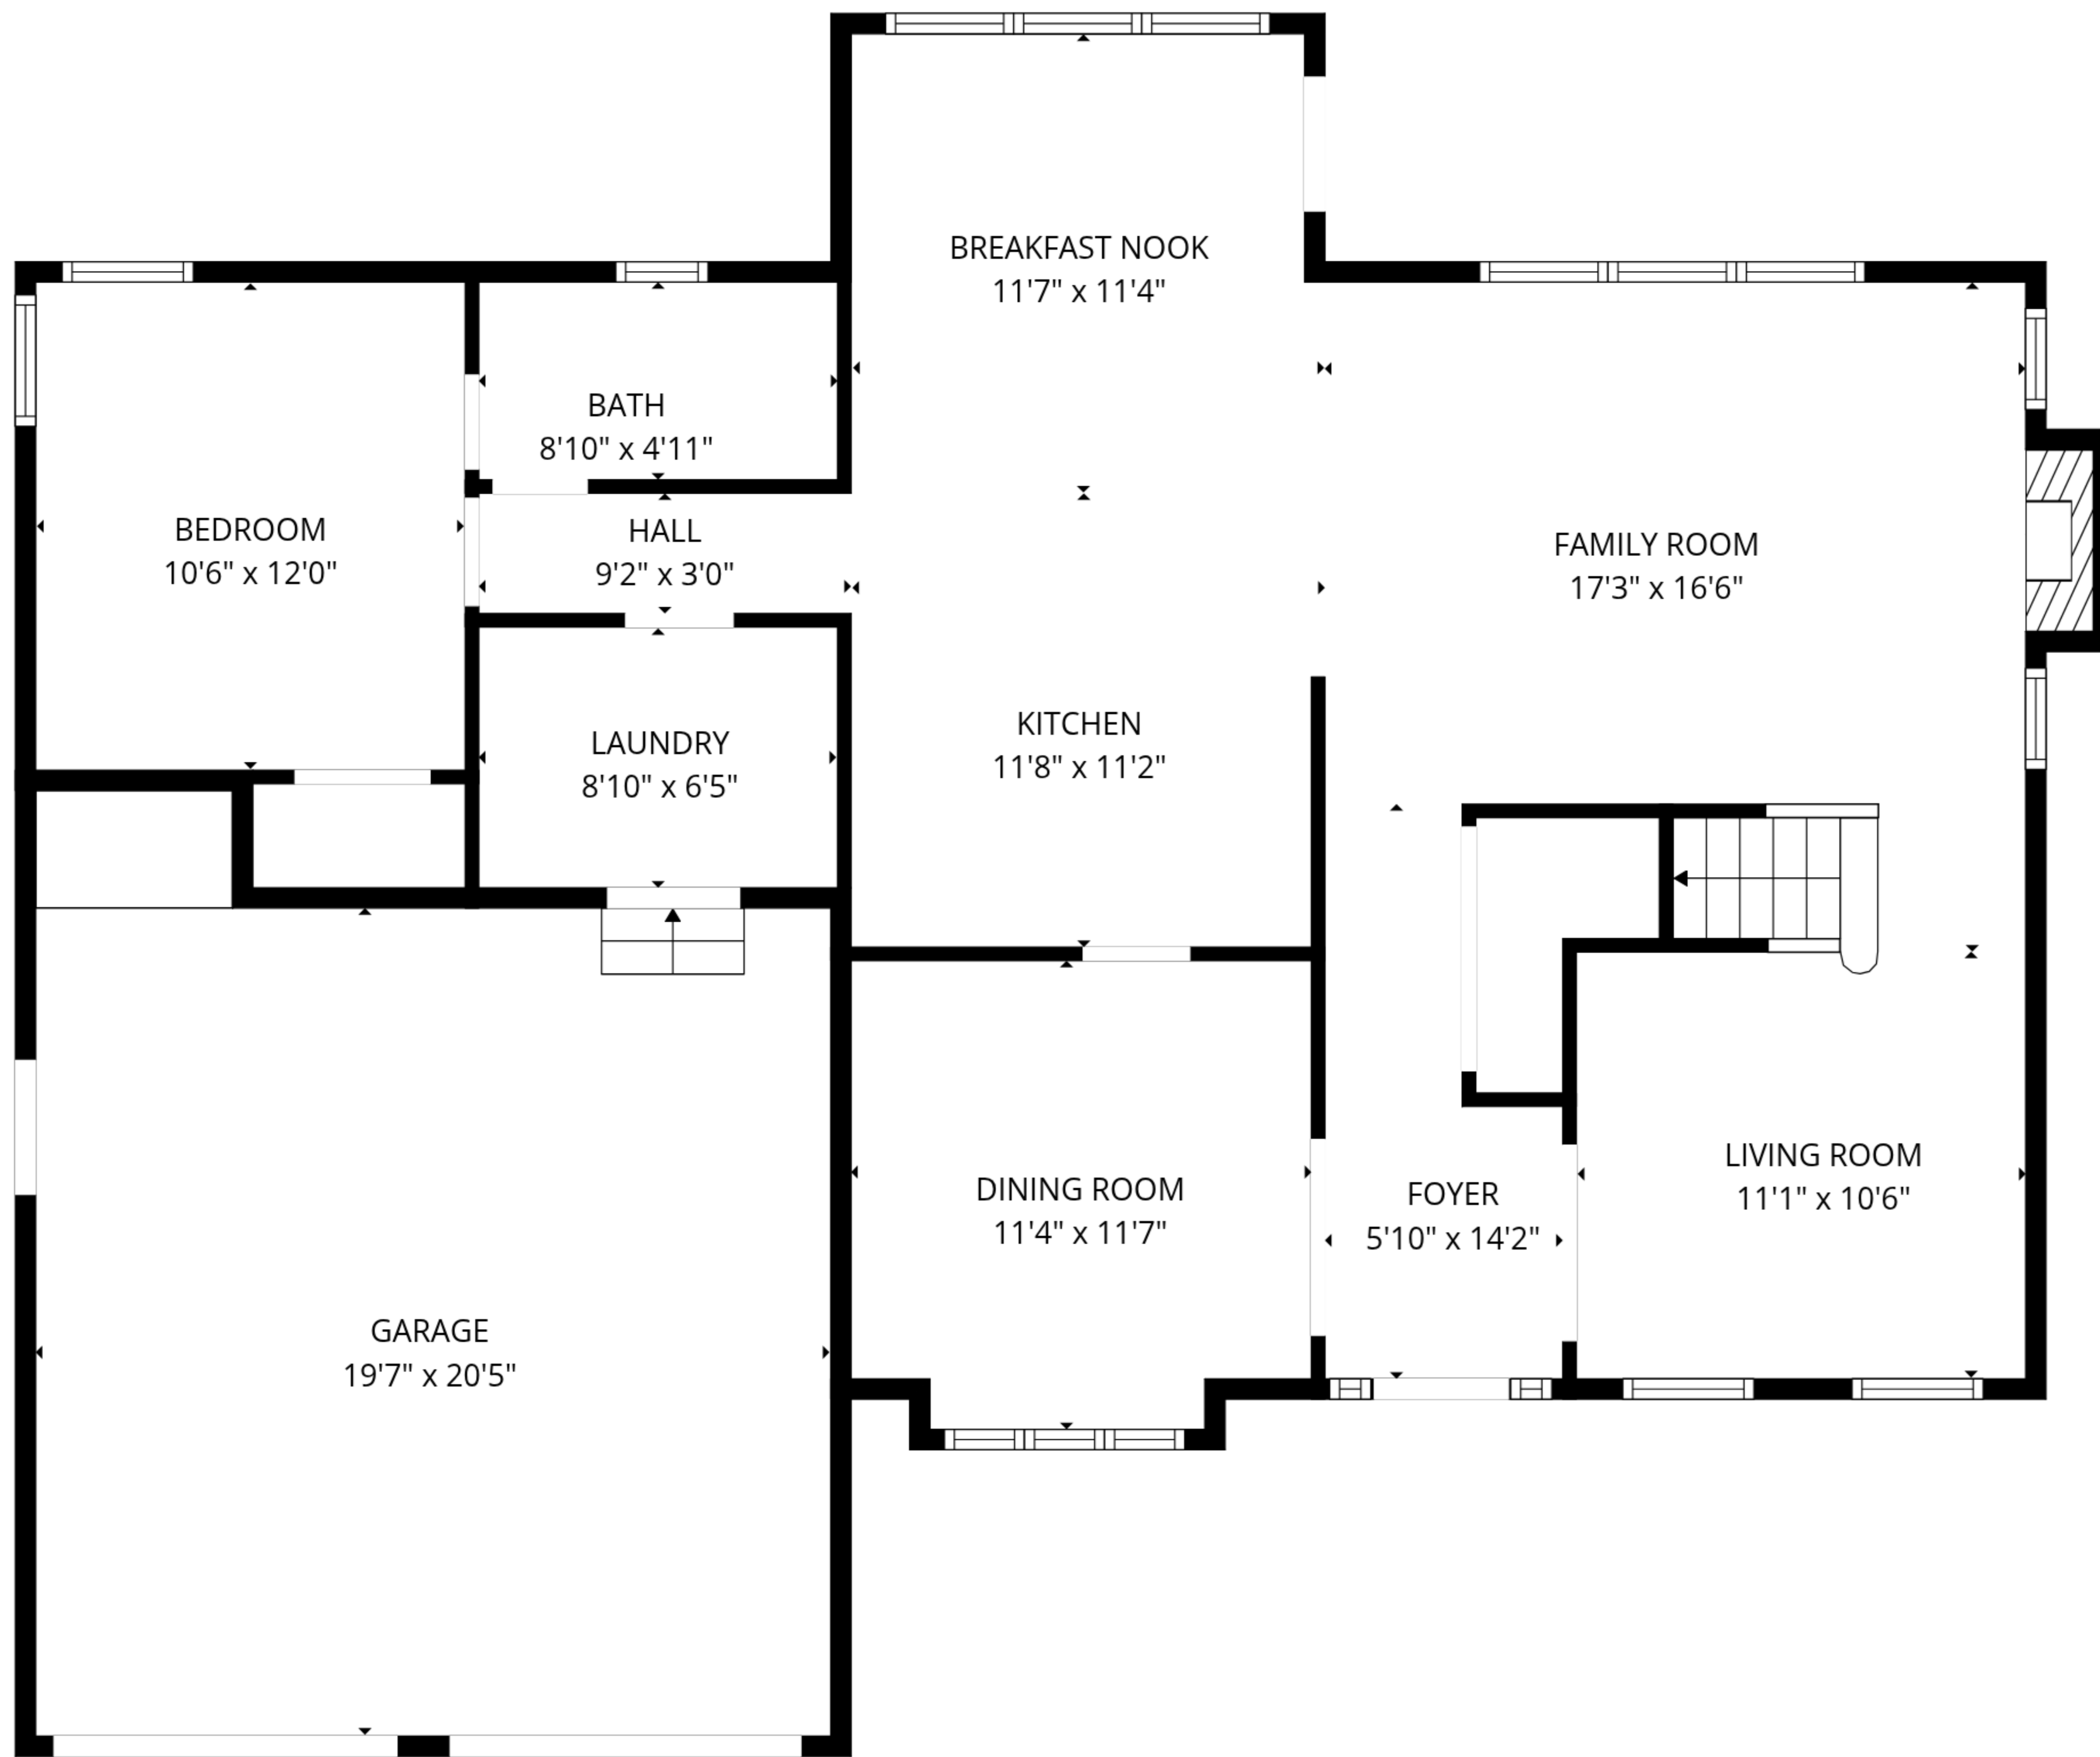 BREAKFAST NOOK
11'7" x 11'4"
BATH
8'10" x 4'11"
BEDROOM
10'6" x 12'0"
HALL
9'2" x 3'0"
FAMILY ROOM
17'3" x 16'6"
LAUNDRY
8'10" x 6'5"
KITCHEN
11'8" x 11'2"
DINING ROOM
11'4" x 11'7"
FOYER
5'10" x 14'2"
LIVING ROOM
11'1" x 10'6"
GARAGE
19'7" x 20'5"